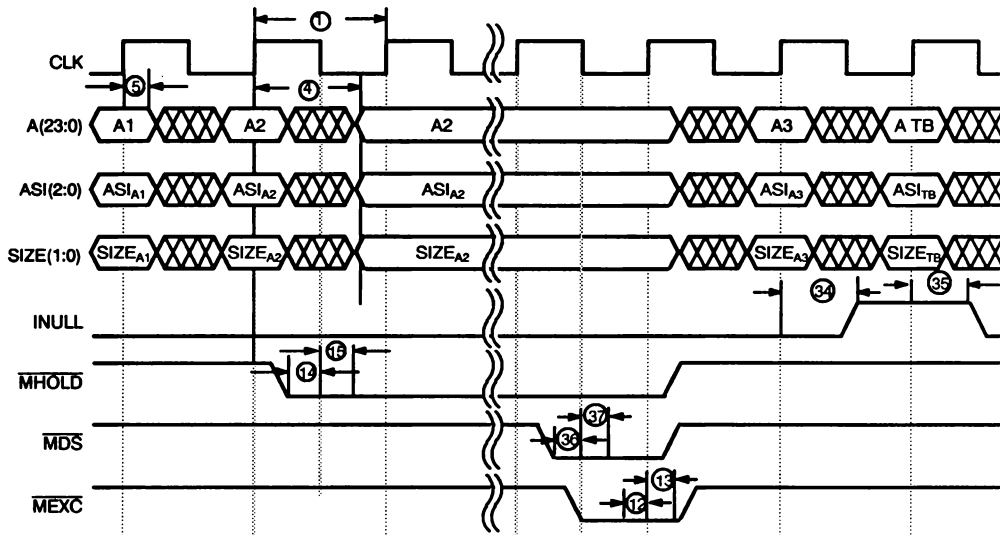 1
CLK
5
4
A(23:0) A1 A2 A2 A3 A TB
ASI(2:0) ASIA1 ASIA2 ASIA2 ASIA3 ASITB
SIZE(1:0) SIZEA1 SIZEA2 SIZEA2 SIZEA3 SIZETB
34 35
INULL
15
MHOLD 14
37
MDS 36
13
MEXC 12